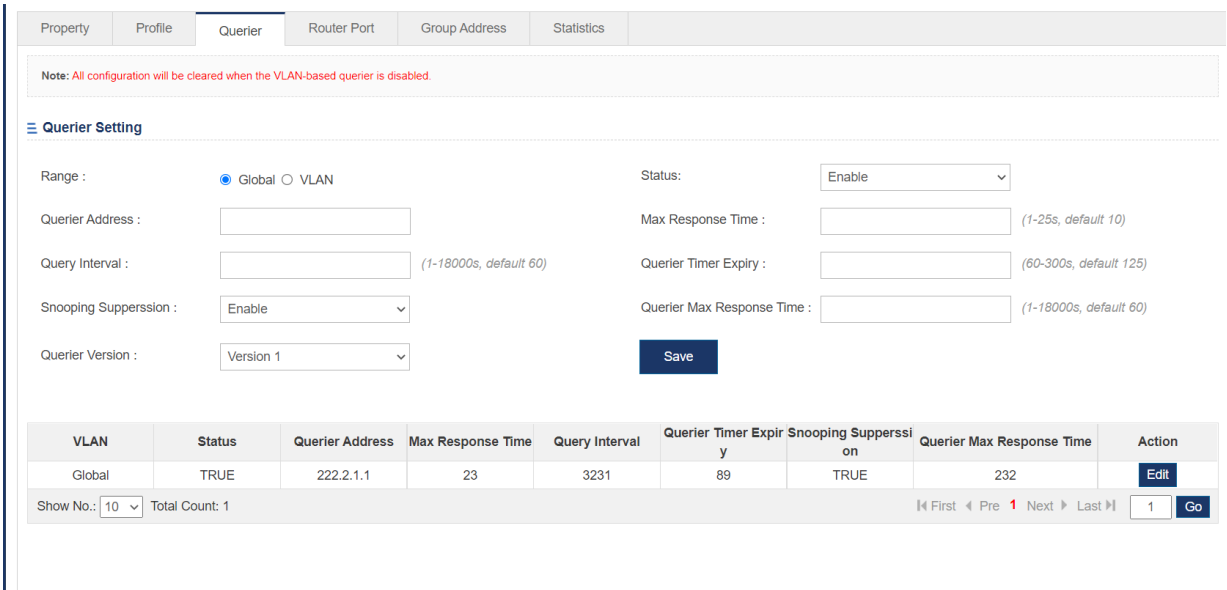 Property Profile Querier Router Port Group Address Statistics
Note: All configuration will be cleared when the VLAN-based querier is disabled.
Querier Setting
Range : Global VLAN Status: Enable
Querier Address : Max Response Time : (1-25s, default 10)
Query Interval : (1-18000s, default 60) Querier Timer Expiry : (60-300s, default 125)
Snooping Supperssion : Enable Querier Max Response Time : (1-18000s, default 60)
Querier Version : Version 1 Save
VLAN Status Querier Address Max Response Time Query Interval Querier Timer Expir Snooping Supperssi Querier Max Response Time Action
y on
Global TRUE 222.2.1.1 23 3231 89 TRUE 232 Edit
Show No.: 10 Total Count: 1 First Pre 1 Next Last 1 Go